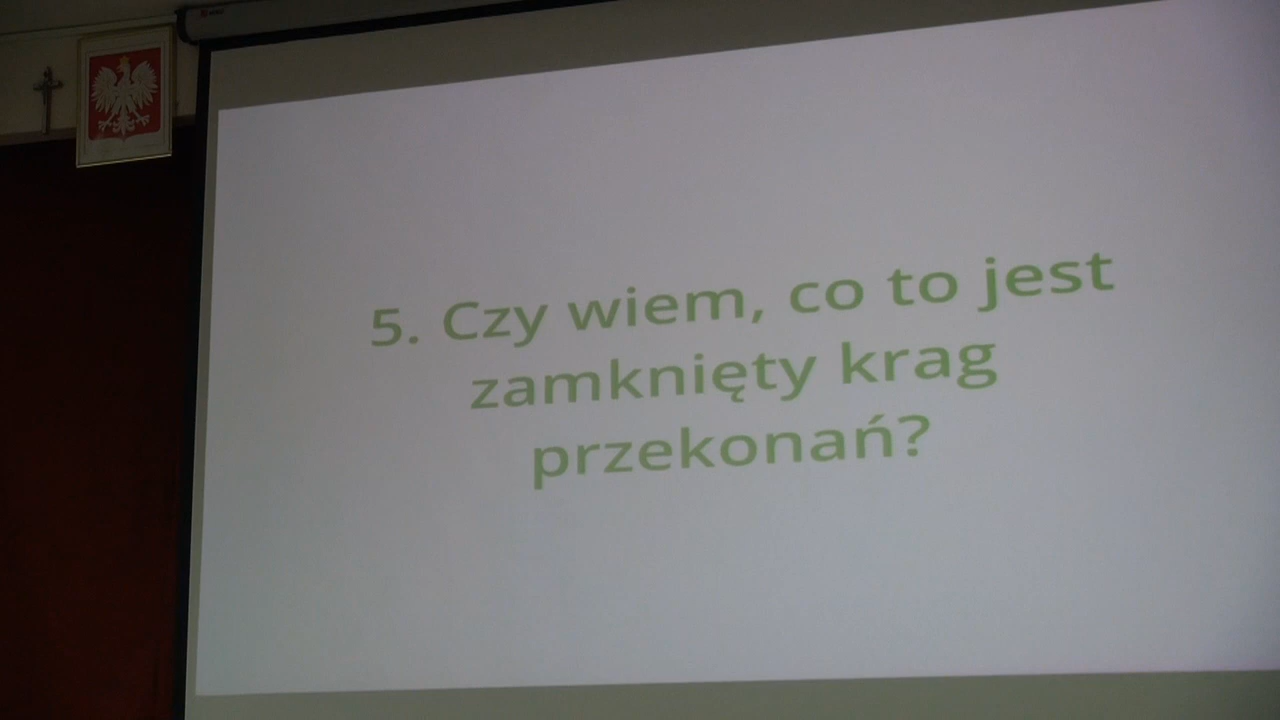 5. Czy wiem, co to jest
zamknięty krag
przekonań?